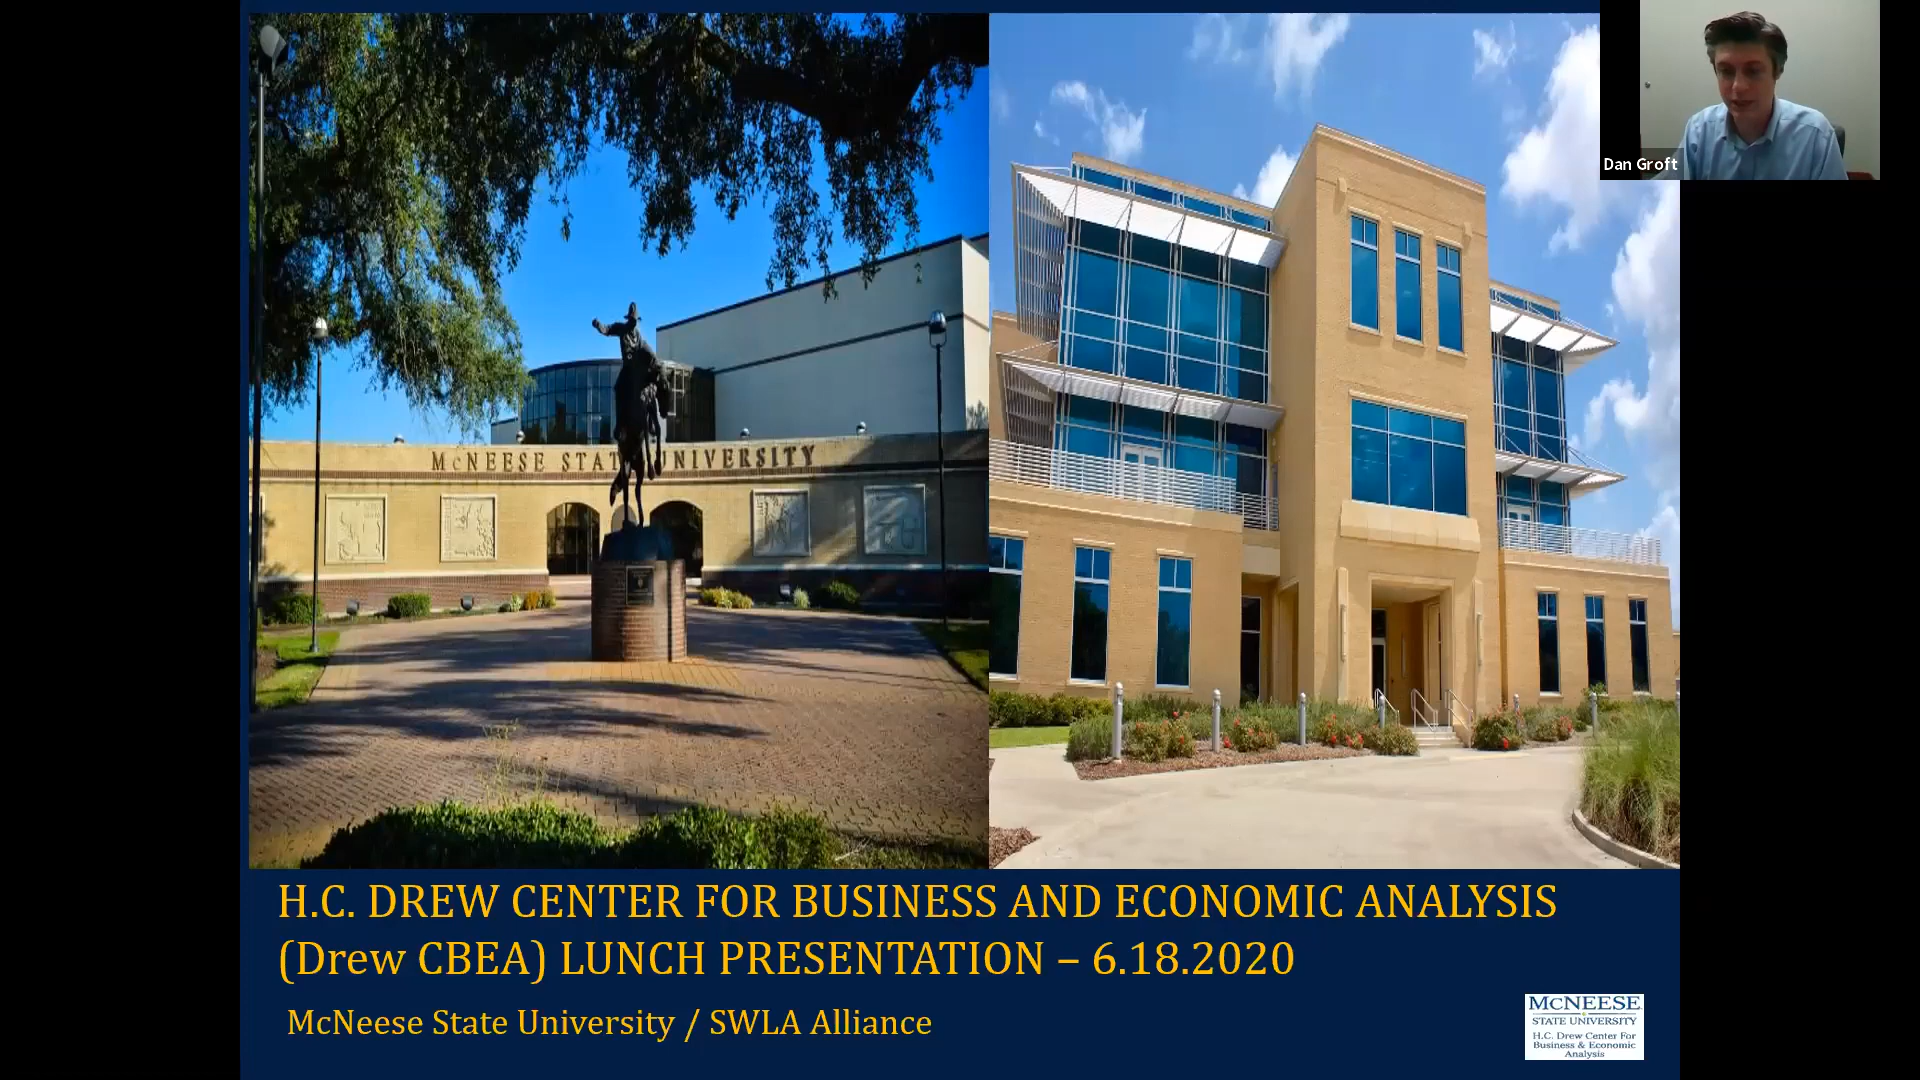 Dan Groft
McNEESE STATE UNIVERSITY
H.C. DREW CENTER FOR BUSINESS AND ECONOMIC ANALYSIS
(Drew CBEA) LUNCH PRESENTATION – 6.18.2020
McNeese State University / SWLA Alliance
McNEESE
STATE UNIVERSITY
H.C. Drew Center For
Business & Economic
Analysis